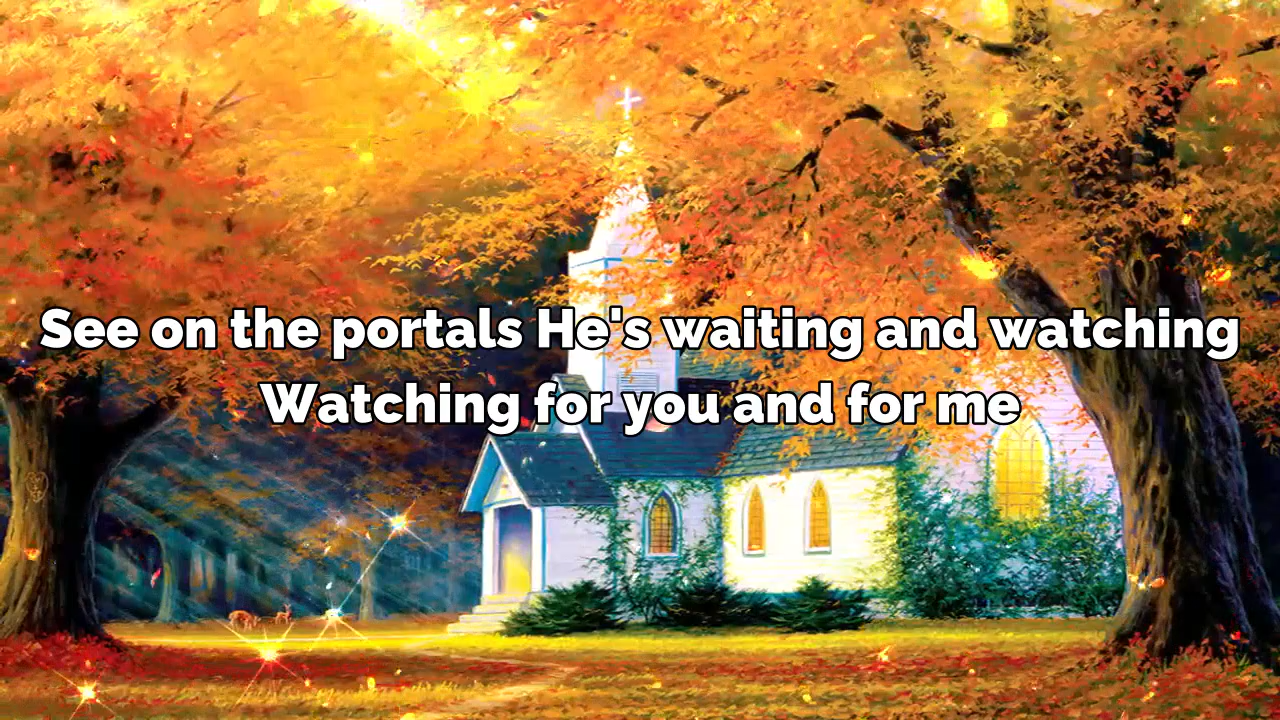 See on the portals He's waiting and watching
Watching for you and for me